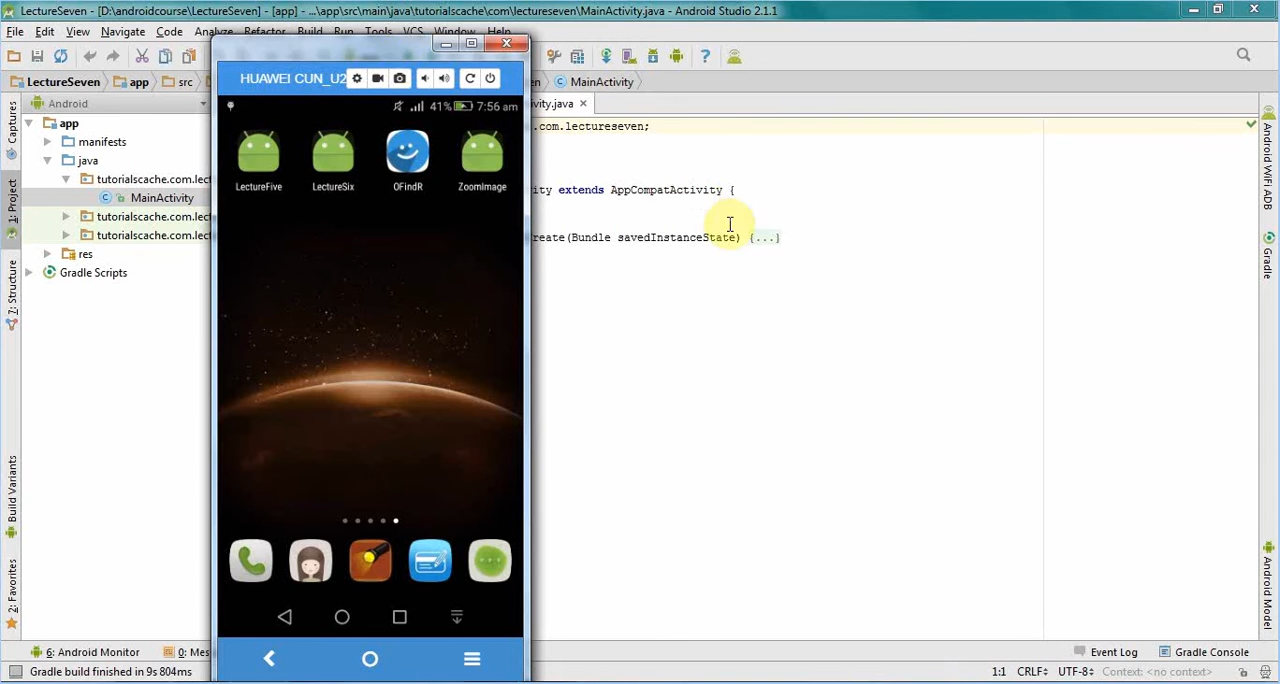 LectureSeven - [D:\androidcourse\LectureSeven] - [app] - ...\app\src\main\java\tutorialscache\com\lectureseven\MainActivity.java - Android Studio 2.1.1
File Edit View Navigate Code Analyze Refactor Build Run Tools VCS Window Help
LectureSeven app src MainActivity
Android
ivity.java
app
manifests
java
tutorialscache.com.lect
MainActivity
tutorialscache.com.lect
tutorialscache.com.lect
res
Gradle Scripts
Captures
1: Project
7: Structure
Build Variants
2: Favorites
HUAWEI CUN_U2
41% 7:56 am
LectureFive LectureSix OFindR ZoomImage
.com.lectureseven;
ity extends AppCompatActivity {
reate(Bundle savedInstanceState) {...}
Android WiFi ADB
Gradle
Android Model
6: Android Monitor 0: Mes Event Log Gradle Console
Gradle build finished in 9s 804ms 1:1 CRLF UTF-8 Context: <no context>